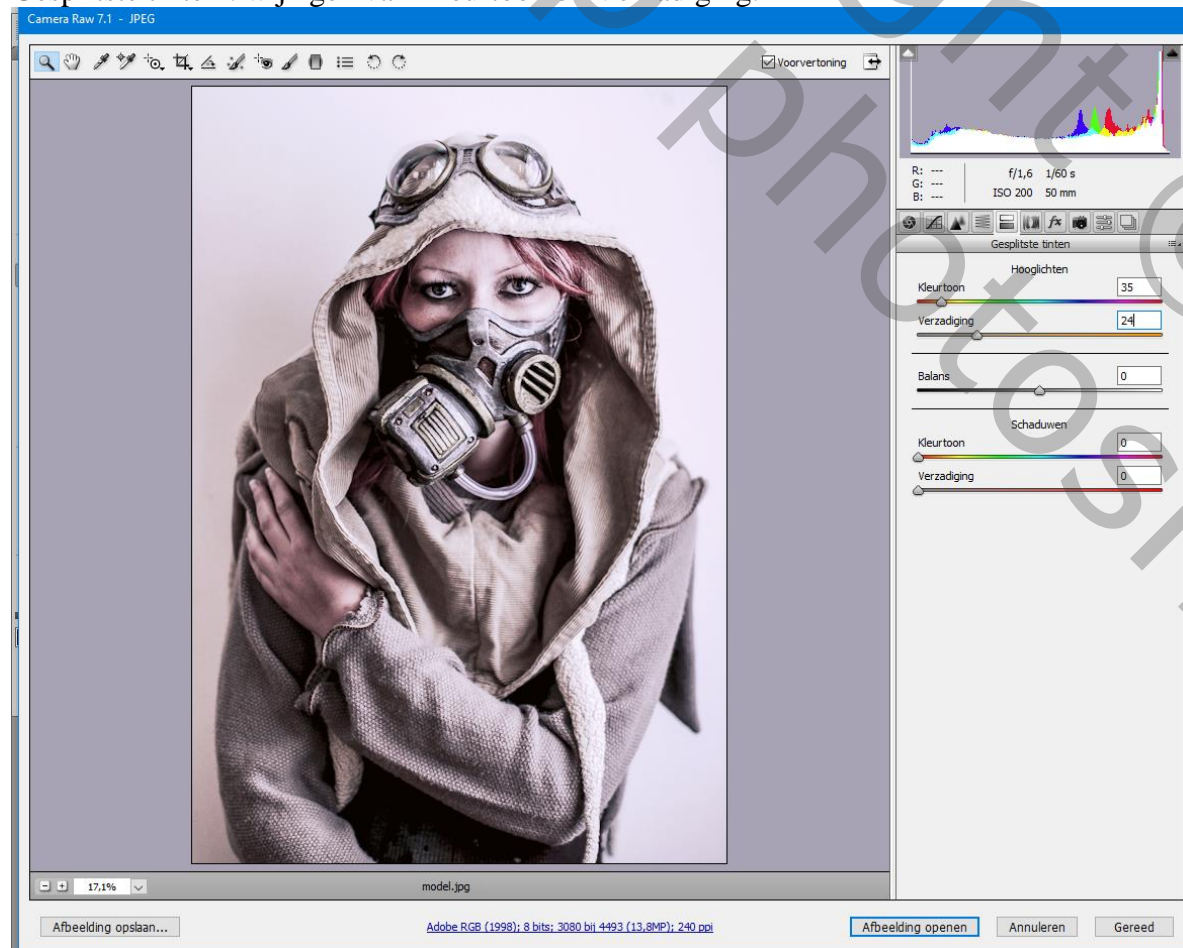 Camera Raw 7.1 - JPEG
Voorvertoning
R: ---
G: ---
B: ---
f/1,6 1/60 s
ISO 200 50 mm
Gesplitste tinten
Hooglichten
Kleurtoon 35
Verzadiging 24
Balans 0
Schaduwen
Kleurtoon 0
Verzadiging 0
17,1%
model.jpg
Afbeelding opslaan...
Adobe RGB (1998); 8 bits; 3080 bij 4493 (13,8MP); 240 ppi
Afbeelding openen
Annuleren
Gereed